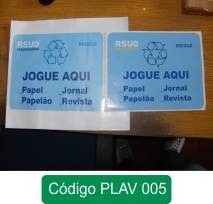 RSUO
RECICLE
JOGUE AQUI
Papel Jornal
Papelão Revista
RSUO
RECICLE
JOGUE AQUI
Papel Jornal
Papelão Revista
Código PLAV 005